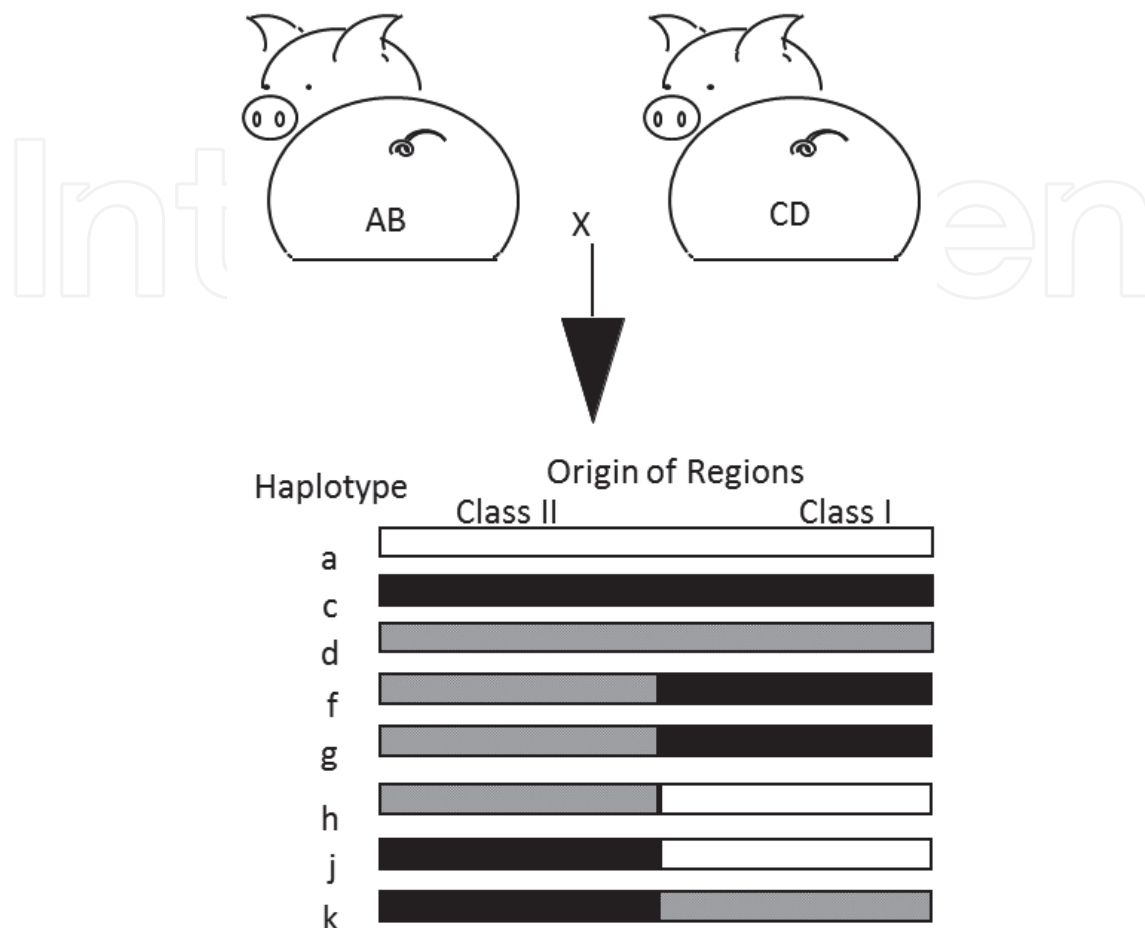 AB
X
CD
Haplotype
Origin of Regions
Class II
Class I
a
c
d
f
g
h
j
k